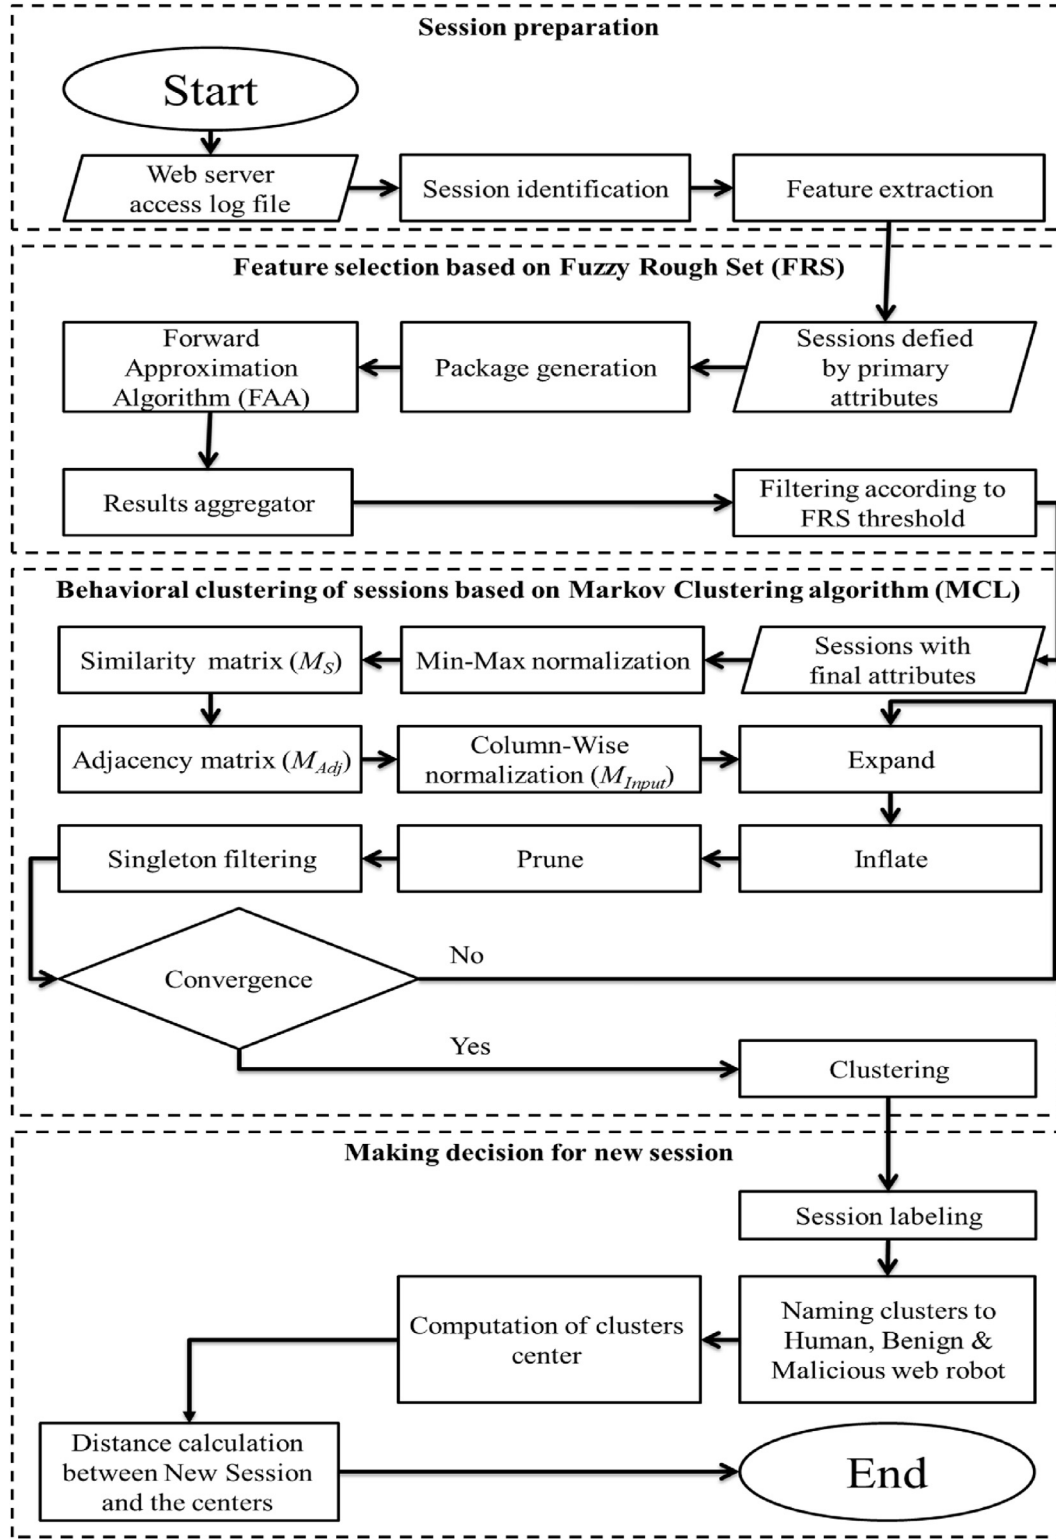 Session preparation
Start
Web server
access log file
Session identification
Feature extraction
Feature selection based on Fuzzy Rough Set (FRS)
Forward
Approximation
Algorithm (FAA)
Package generation
Sessions defied
by primary
attributes
Results aggregator
Filtering according to
FRS threshold
Behavioral clustering of sessions based on Markov Clustering algorithm (MCL)
Similarity matrix (M_S)
Min-Max normalization
Sessions with
final attributes
Adjacency matrix (M_Adj)
Column-Wise
normalization (M_Input)
Expand
Singleton filtering
Prune
Inflate
Convergence
No
Yes
Clustering
Making decision for new session
Session labeling
Computation of clusters
center
Naming clusters to
Human, Benign &
Malicious web robot
Distance calculation
between New Session
and the centers
End